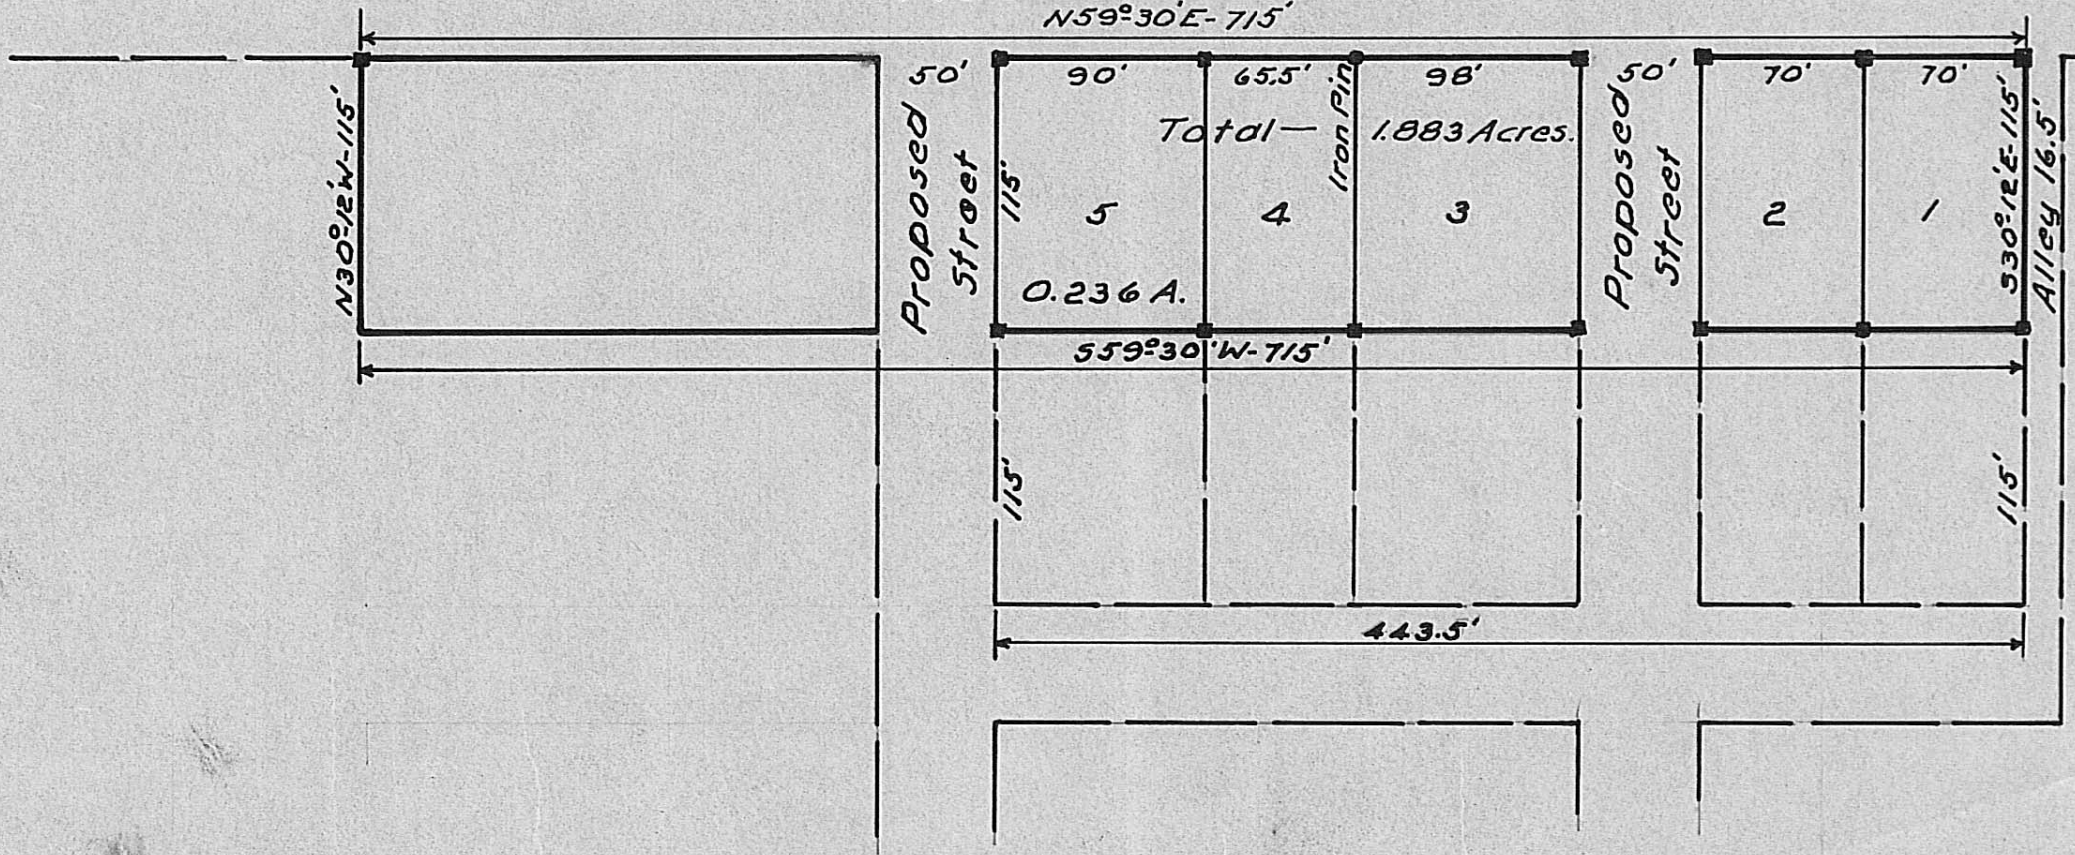 N59°30'E-715'
50'
90'
65.5'
98'
50'
70'
70'
N30°12'W-115'
Proposed
Street
115'
Total— 1.883 Acres.
Iron Pin
Proposed
Street
S30°12'E-115'
Alley 16.5'
5
4
3
2
1
0.236 A.
S59°30'W-715'
115'
115'
443.5'